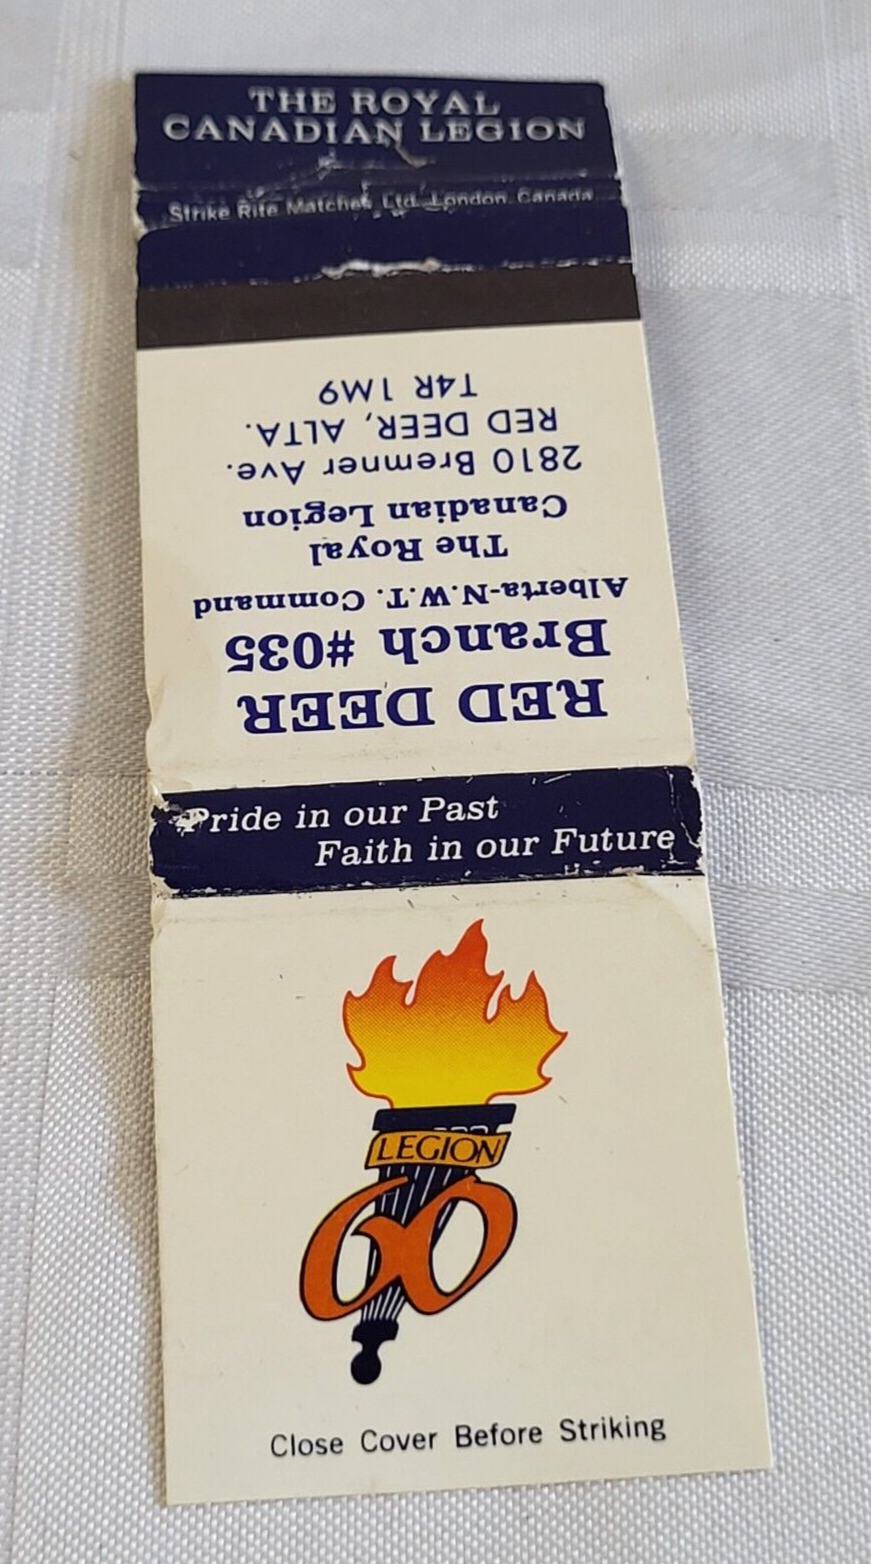 THE ROYAL
CANADIAN LEGION
Strike Rite Matches Ltd. London Canada
RED DEER
Branch #035
Alberta-N.W.T. Command
The Royal
Canadian Legion
2810 Bremner Ave.
RED DEER, ALTA.
T4R 1M9
Pride in our Past
Faith in our Future
LEGION
60
Close Cover Before Striking